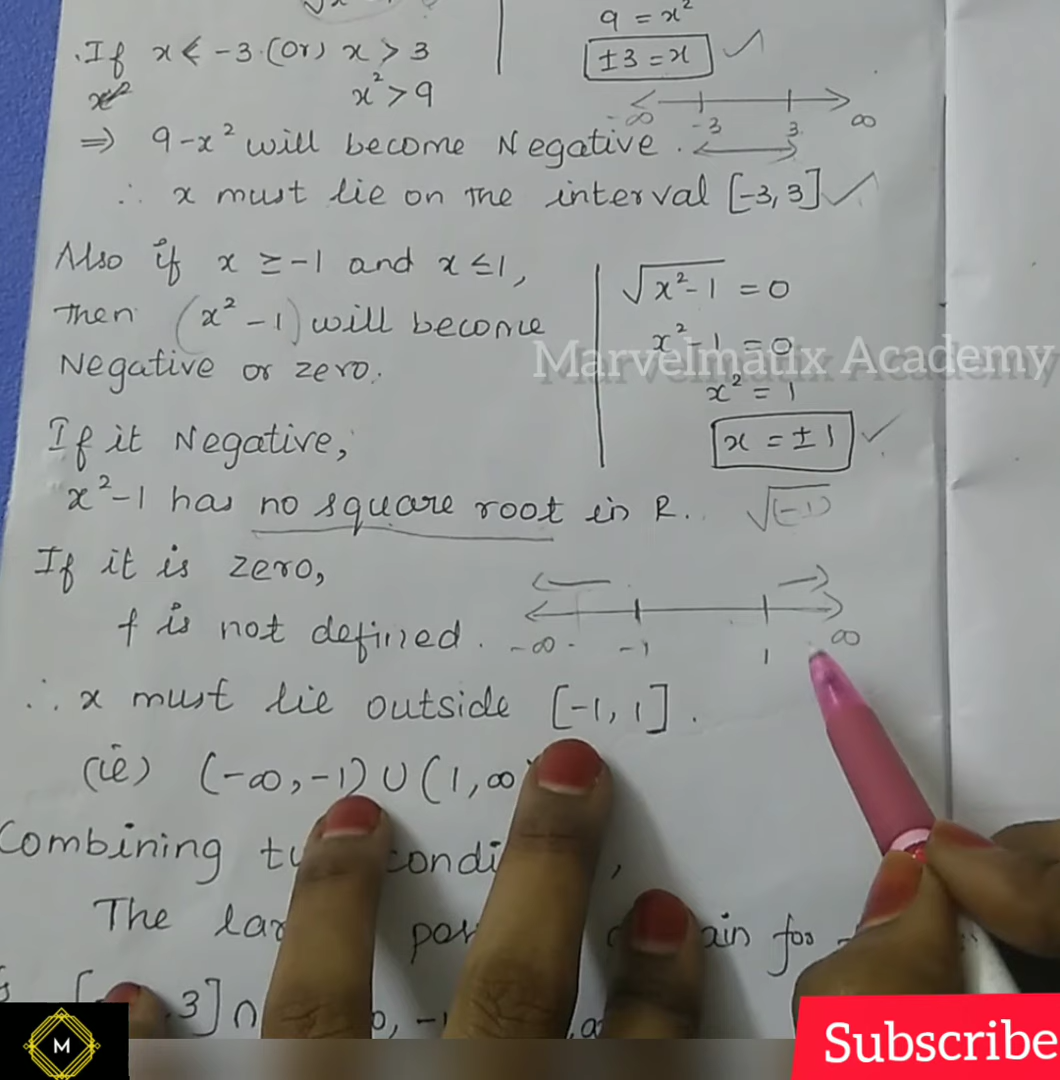 9 = x²
If x < -3 (or) x > 3
±3 = x
x²
x² > 9
-∞ -3 3 ∞
⇒ 9-x² will become Negative.
∴ x must lie on the interval [-3, 3]
Also if x ≥ -1 and x ≤ 1,
√x²-1 = 0
then (x² - 1) will become
x² - 1 = 0
Marvelmatix Academy
Negative or zero.
x² = 1
x = ±1
If it Negative,
x²-1 has no square root in R.
√(-1)
If it is zero,
f is not defined.
-∞ -1 1 ∞
∴ x must lie outside [-1, 1].
(ie) (-∞, -1) ∪ (1, ∞
Combining
The
for
3] ∩
M
Subscribe